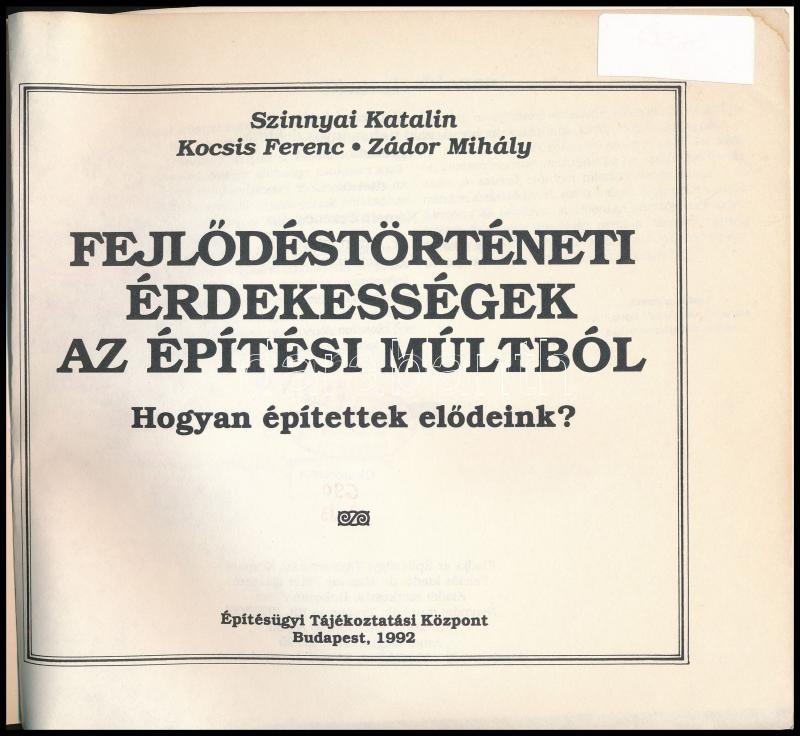 Szinnyai Katalin
Kocsis Ferenc • Zádor Mihály
FEJLŐDÉSTÖRTÉNETI
ÉRDEKESSÉGEK
AZ ÉPÍTÉSI MÚLTBÓL
Hogyan építettek elődeink?
Építésügyi Tájékoztatási Központ
Budapest, 1992